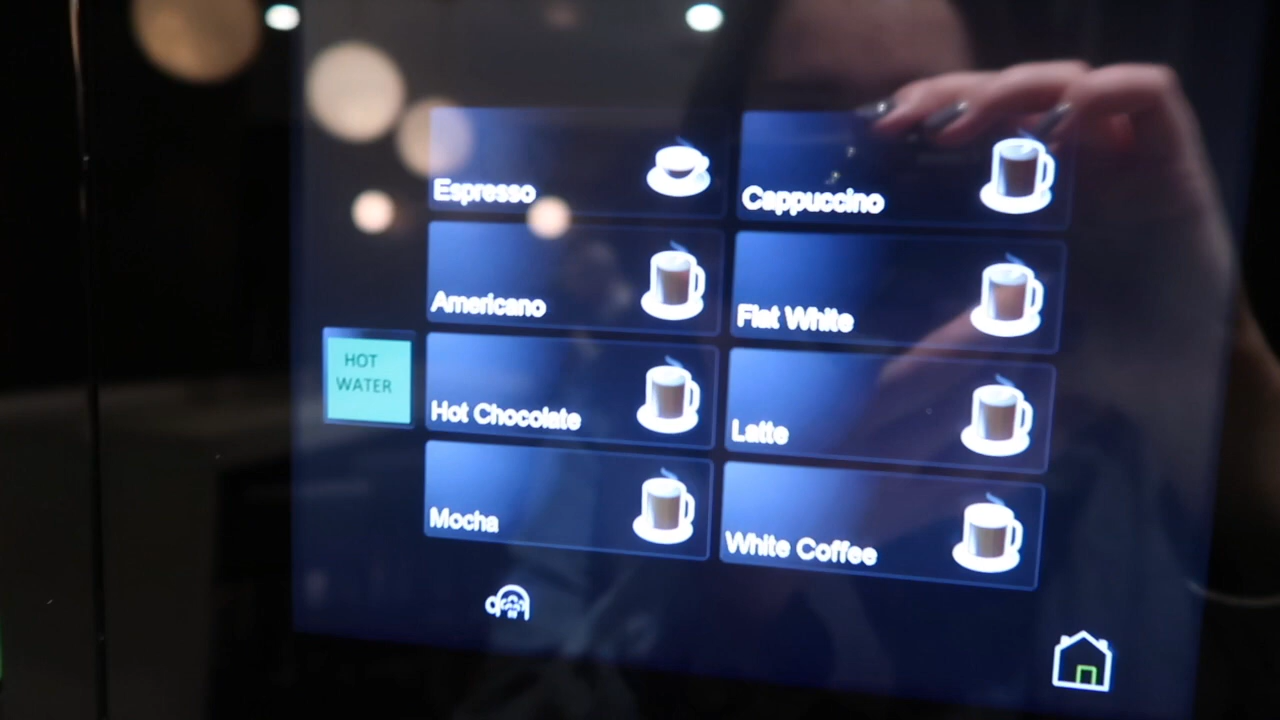 Espresso
Cappuccino
Americano
Flat White
HOT
WATER
Hot Chocolate
Latte
Mocha
White Coffee